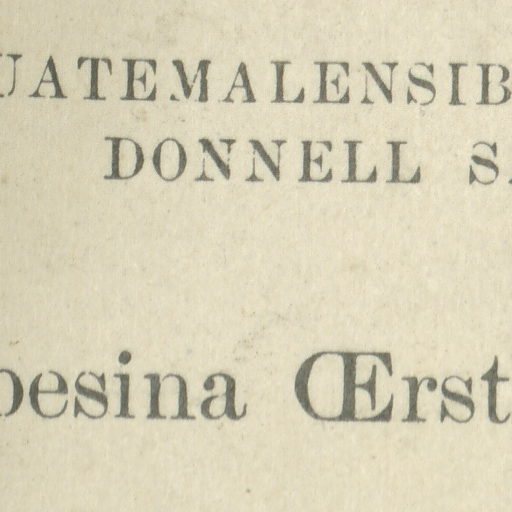 UATEMALENSIB
DONNELL S.
besina Œrst